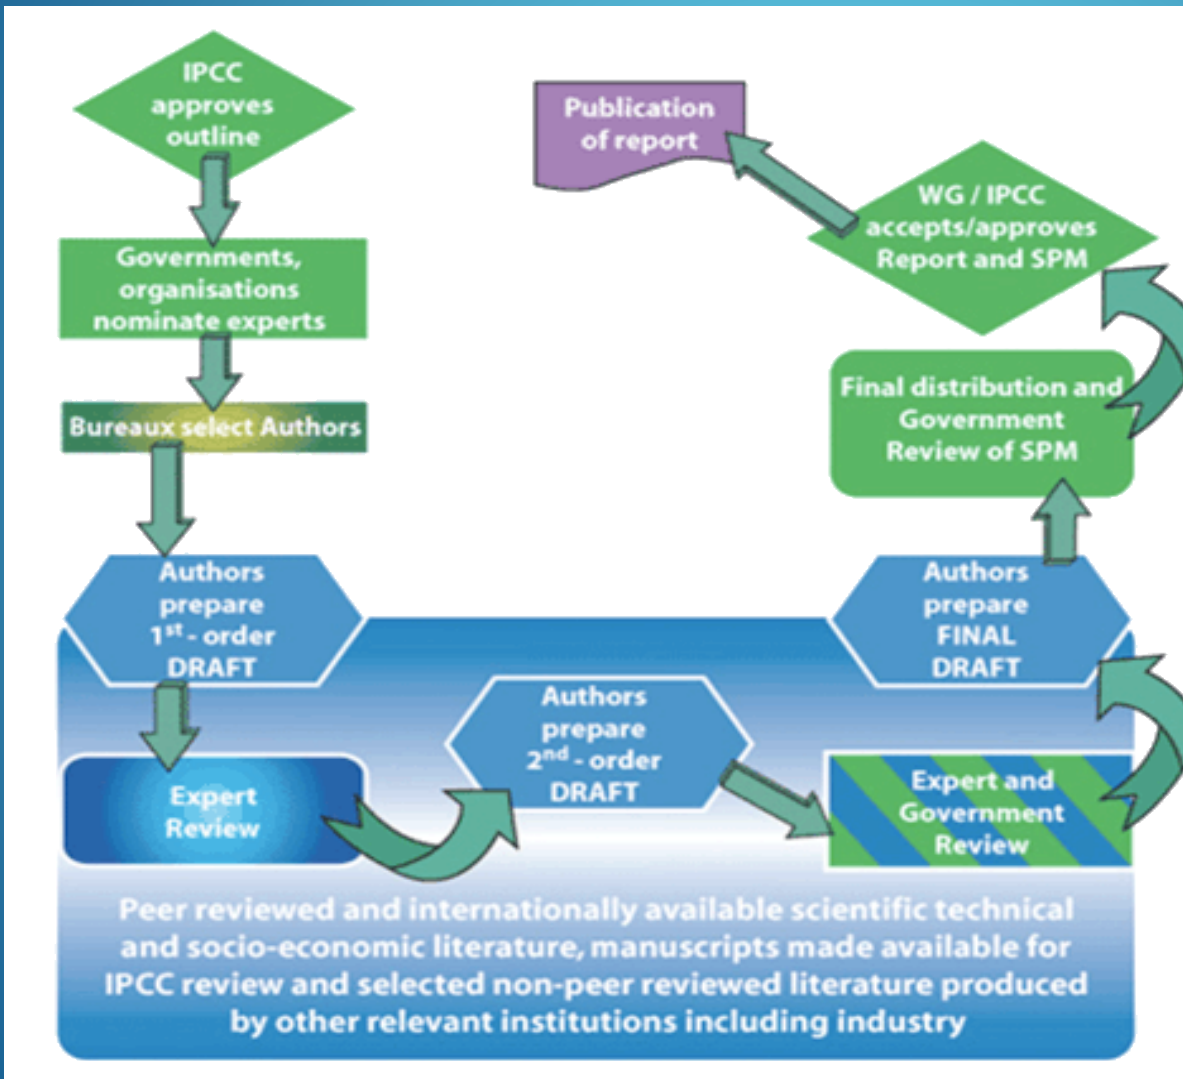 IPCC
approves
outline
Governments,
organisations
nominate experts
Bureaux select Authors
Authors
prepare
1st - order
DRAFT
Expert
Review
Authors
prepare
2nd - order
DRAFT
Expert and
Government
Review
Authors
prepare
FINAL
DRAFT
Final distribution and
Government
Review of SPM
WG / IPCC
accepts/approves
Report and SPM
Publication
of report
Peer reviewed and internationally available scientific technical
and socio-economic literature, manuscripts made available for
IPCC review and selected non-peer reviewed literature produced
by other relevant institutions including industry